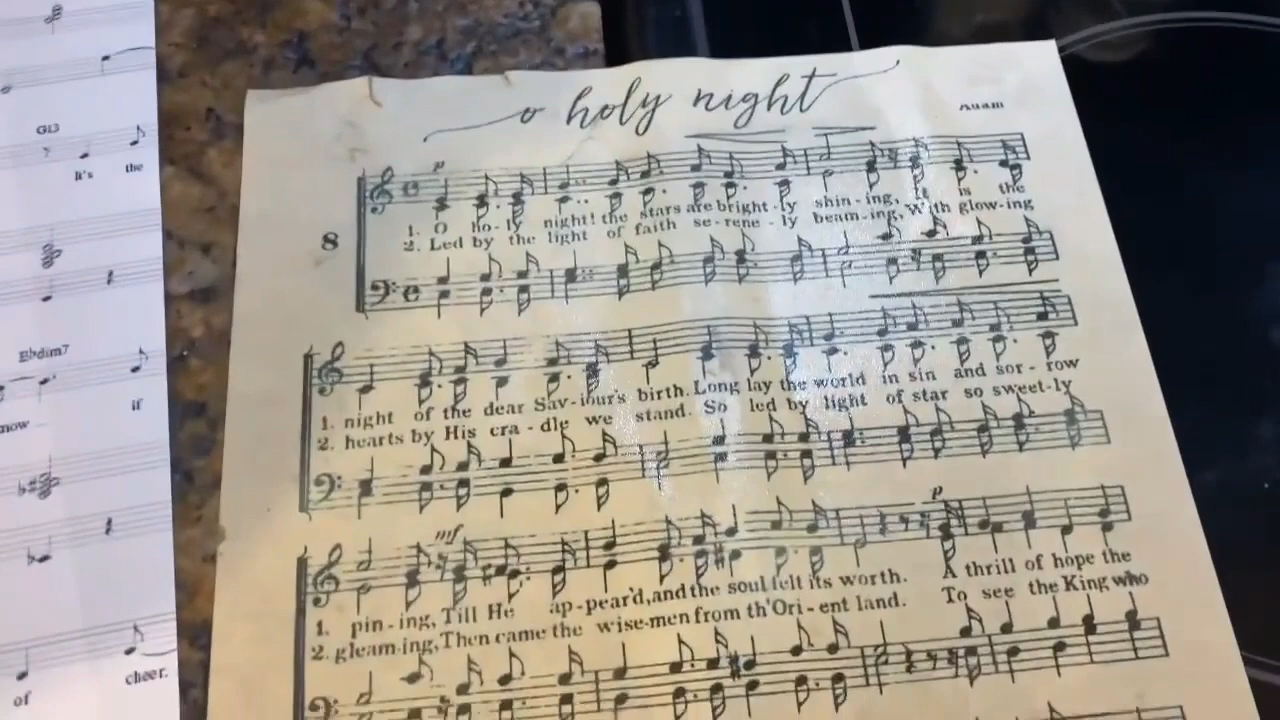 G13
It's the
Ebdim7
now if
of cheer.
o holy night
Adam
p
8
1. O ho-ly night! the stars are bright-ly shin-ing, It is the
2. Led by the light of faith se-rene-ly beam-ing, With glow-ing
1. night of the dear Sav-iour's birth. Long lay the world in sin and sor-row
2. hearts by His cra-dle we stand. So led by light of star so sweet-ly
mf
p
1. pin-ing, Till He ap-pear'd, and the soul felt its worth. A thrill of hope the
2. gleam-ing, Then came the wise-men from th'Ori-ent land. To see the King who